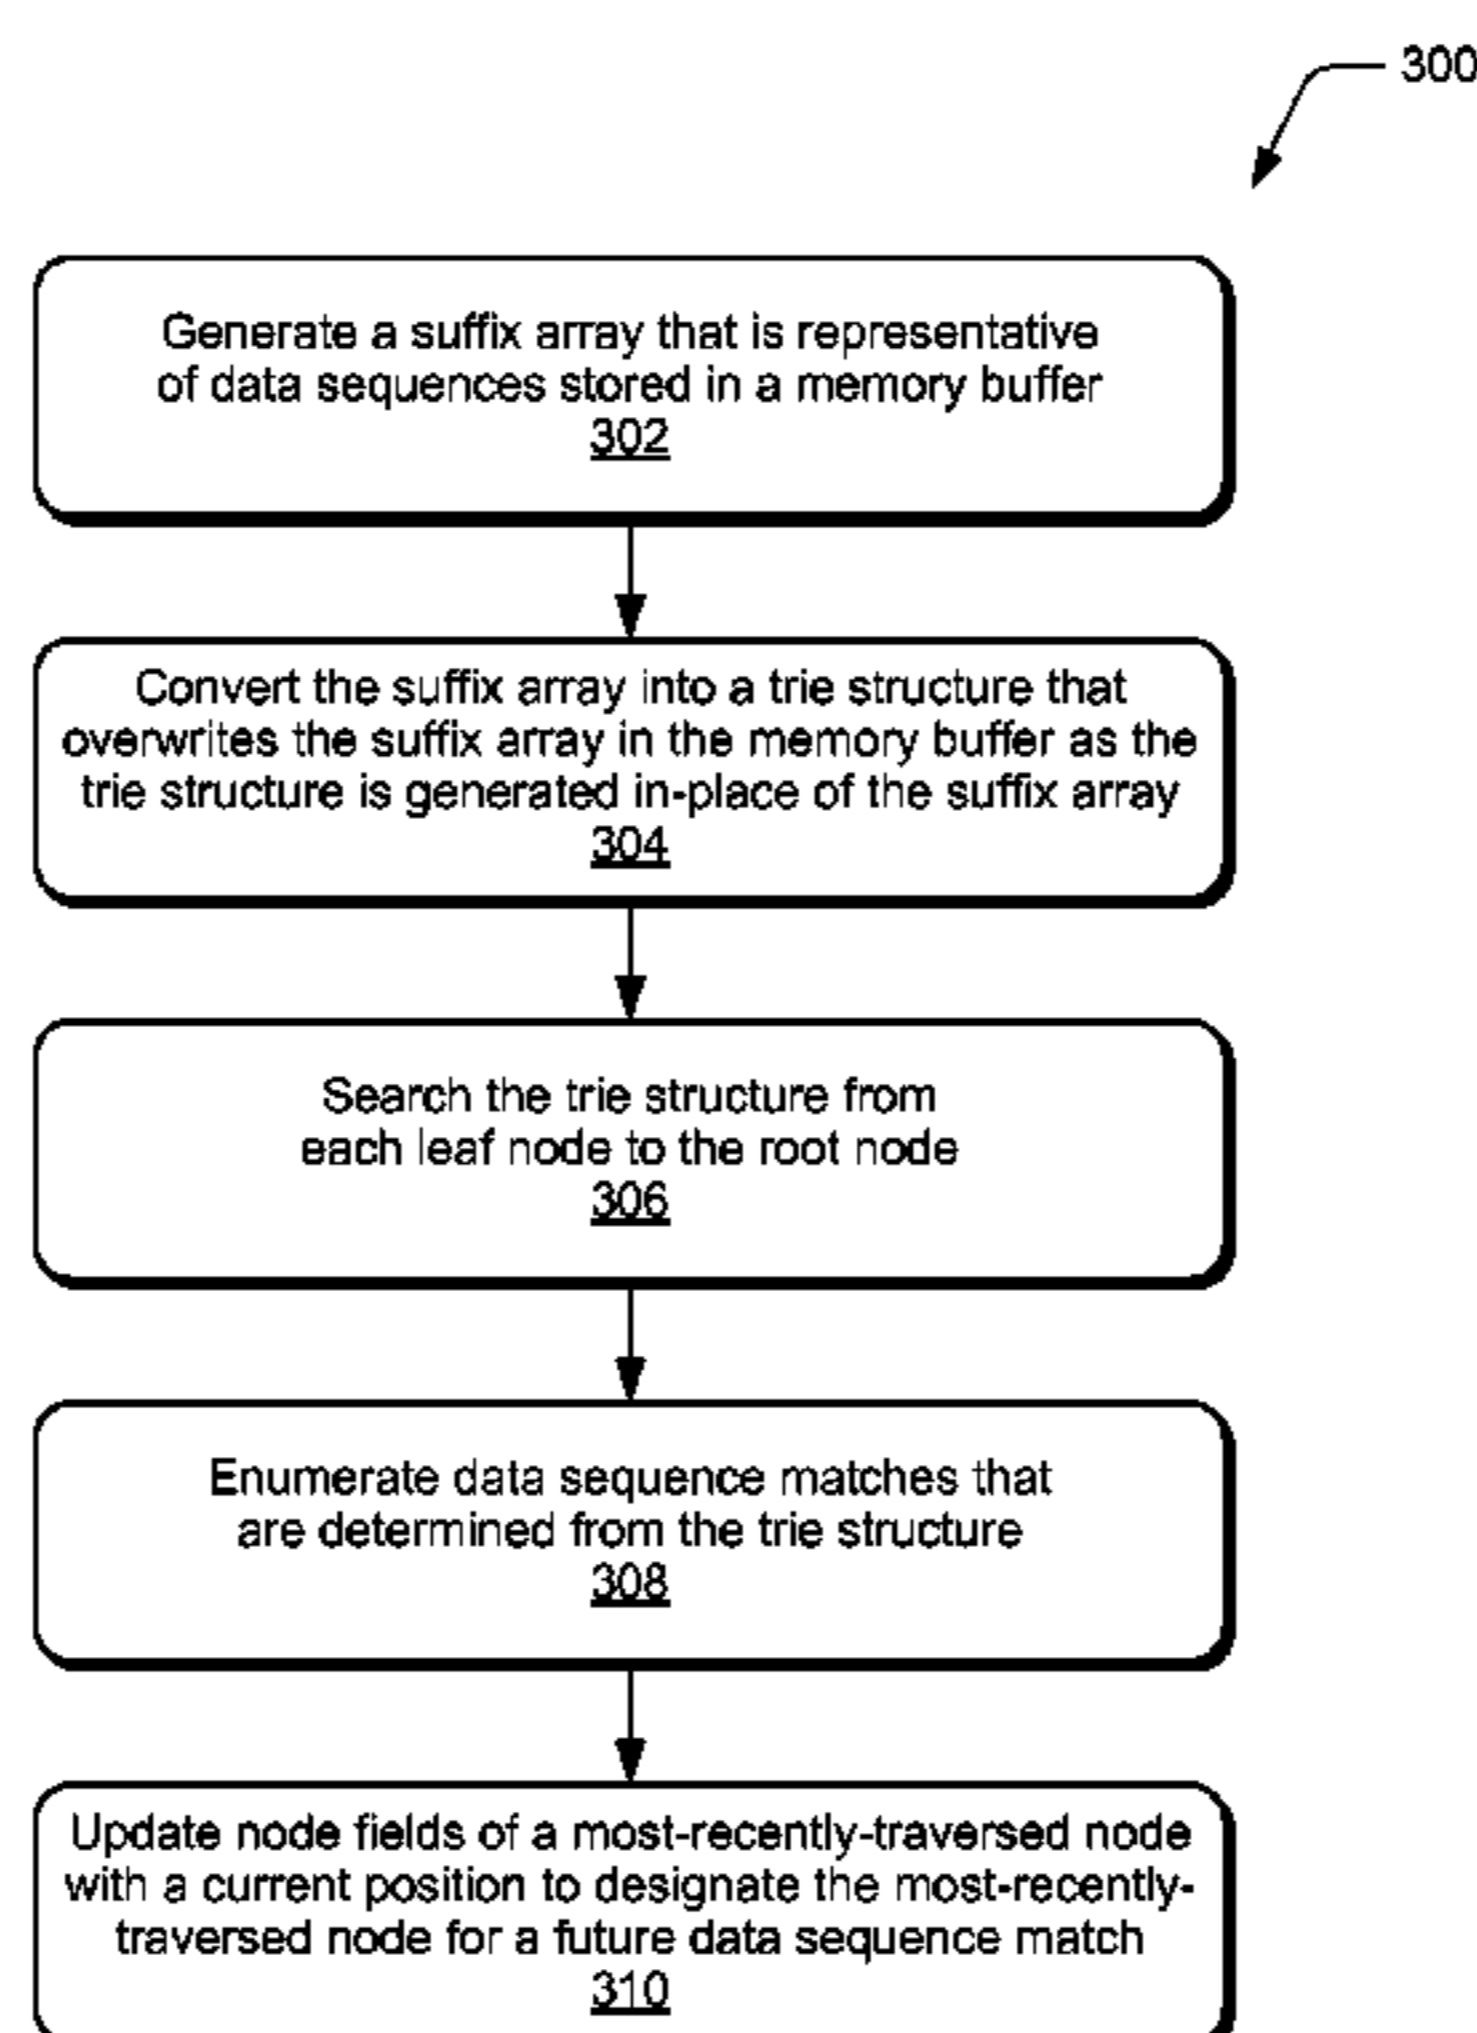 300
Generate a suffix array that is representative
of data sequences stored in a memory buffer
302
Convert the suffix array into a trie structure that
overwrites the suffix array in the memory buffer as the
trie structure is generated in-place of the suffix array
304
Search the trie structure from
each leaf node to the root node
306
Enumerate data sequence matches that
are determined from the trie structure
308
Update node fields of a most-recently-traversed node
with a current position to designate the most-recently-
traversed node for a future data sequence match
310